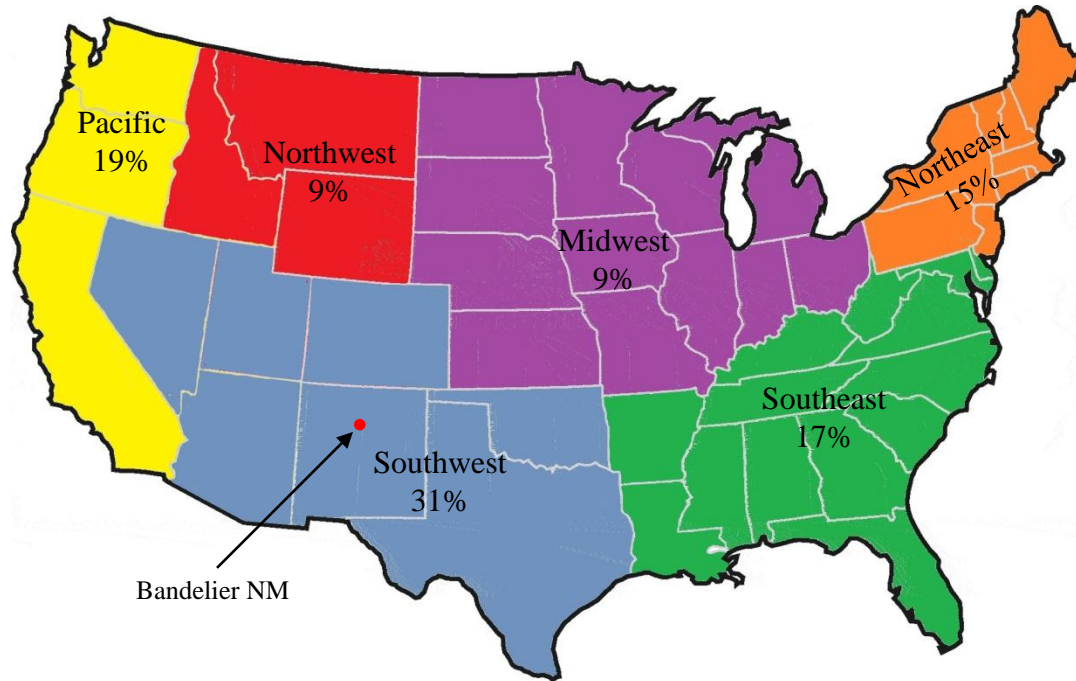 Pacific
19%
Northwest
9%
Midwest
9%
Northeast
15%
Southeast
17%
Southwest
31%
Bandelier NM